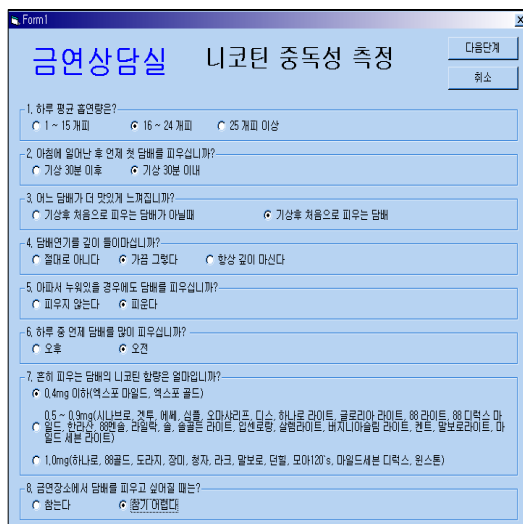 Form1
금연상담실
니코틴 중독성 측정
다음단계
취소
1. 하루 평균 흡연량은?
1 ~ 15 개피 16 ~ 24 개피 25 개피 이상
2. 아침에 일어난 후 언제 첫 담배를 피우십니까?
기상 30분 이후 기상 30분 이내
3. 어느 담배가 더 맛있게 느껴집니까?
기상후 처음으로 피우는 담배가 아닐때 기상후 처음으로 피우는 담배
4. 담배연기를 깊이 들이마십니까?
절대로 아니다 가끔 그렇다 항상 깊이 마신다
5. 아파서 누워있을 경우에도 담배를 피우십니까?
피우지 않는다 피운다
6. 하루 중 언제 담배를 많이 피우십니까?
오후 오전
7. 흔히 피우는 담배의 니코틴 함량은 얼마입니까?
0.4mg 이하(엑스포 마일드, 엑스포 골드)
0.5 ~ 0.9mg(시나브로, 겟투, 에쎄, 심플, 오마샤리프, 디스, 하나로 라이트, 글로리아 라이트, 88 라이트, 88 디럭스 마
일드, 한라산, 88멘솔, 라일락, 솔, 솔골든 라이트, 입센로랑, 살렘라이트, 버지니아슬림 라이트, 켄트, 말보로라이트, 마
일드 세븐 라이트)
1.0mg(하나로, 88골드, 도라지, 장미, 청자, 라크, 말보로, 던힐, 모아120's, 마일드세븐 디럭스, 윈스톤)
8. 금연장소에서 담배를 피우고 싶어질 때는?
참는다 참기 어렵다